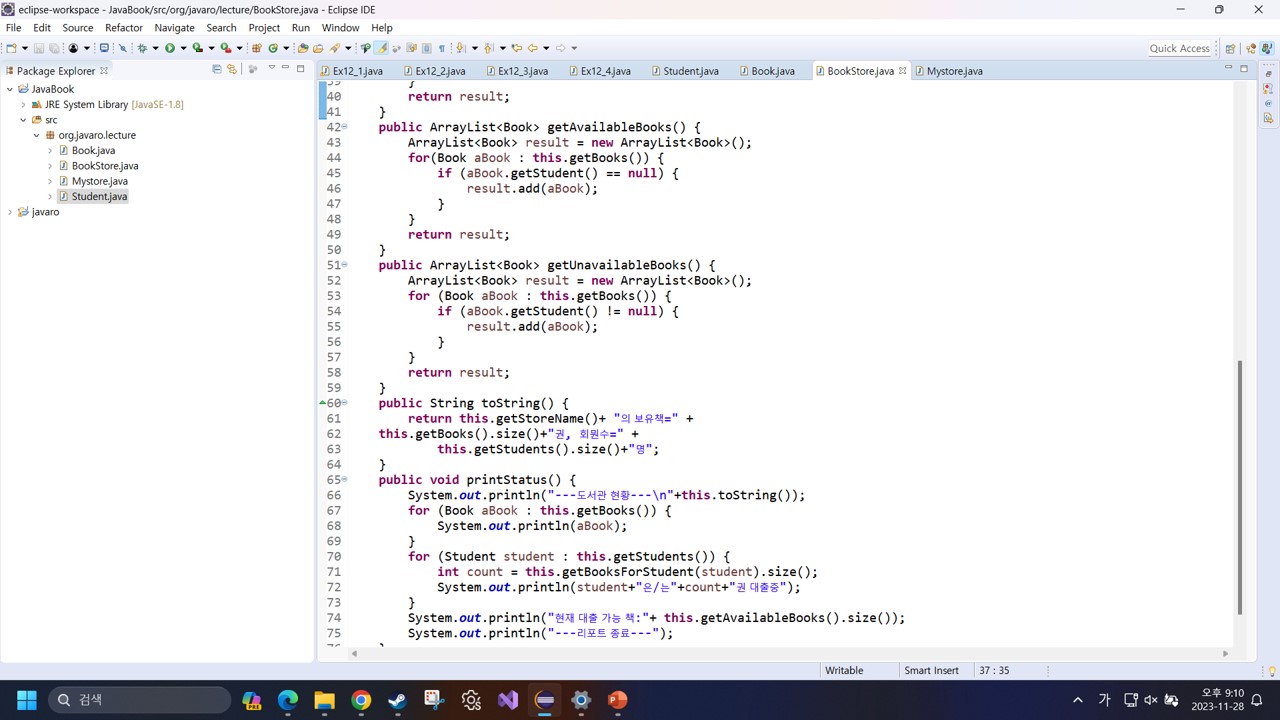 eclipse-workspace - JavaBook/src/org/javaro/lecture/BookStore.java - Eclipse IDE
File Edit Source Refactor Navigate Search Project Run Window Help
Quick Access
Package Explorer
Ex12_1.java Ex12_2.java Ex12_3.java Ex12_4.java Student.java Book.java BookStore.java Mystore.java
JavaBook
JRE System Library [JavaSE-1.8]
src
org.javaro.lecture
Book.java
BookStore.java
Mystore.java
Student.java
javaro
39 }
40 return result;
41 }
42 public ArrayList<Book> getAvailableBooks() {
43 ArrayList<Book> result = new ArrayList<Book>();
44 for(Book aBook : this.getBooks()) {
45 if (aBook.getStudent() == null) {
46 result.add(aBook);
47 }
48 }
49 return result;
50 }
51 public ArrayList<Book> getUnavailableBooks() {
52 ArrayList<Book> result = new ArrayList<Book>();
53 for (Book aBook : this.getBooks()) {
54 if (aBook.getStudent() != null) {
55 result.add(aBook);
56 }
57 }
58 return result;
59 }
60 public String toString() {
61 return this.getStoreName()+ "의 보유책=" +
62 this.getBooks().size()+"권, 회원수=" +
63 this.getStudents().size()+"명";
64 }
65 public void printStatus() {
66 System.out.println("---도서관 현황---\n"+this.toString());
67 for (Book aBook : this.getBooks()) {
68 System.out.println(aBook);
69 }
70 for (Student student : this.getStudents()) {
71 int count = this.getBooksForStudent(student).size();
72 System.out.println(student+"은/는"+count+"권 대출중");
73 }
74 System.out.println("현재 대출 가능 책:"+ this.getAvailableBooks().size());
75 System.out.println("---리포트 종료---");
76 }
Writable Smart Insert 37 : 35
검색
PRE
가
오후 9:10
2023-11-28